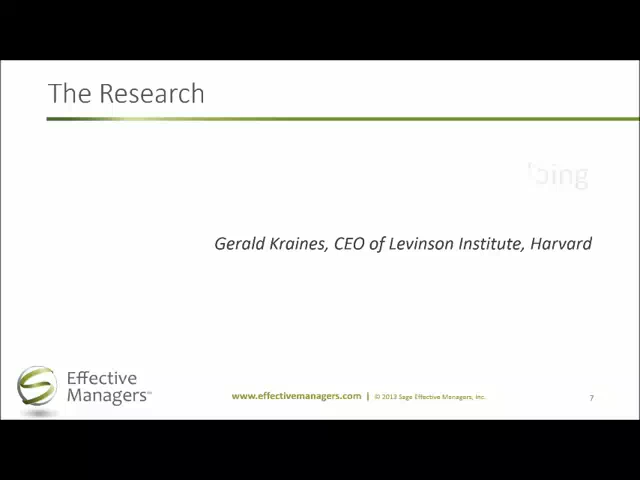 The Research
Gerald Kraines, CEO of Levinson Institute, Harvard
Effective
Managers℠
www.effectivemanagers.com | © 2013 Sage Effective Managers, Inc.
7